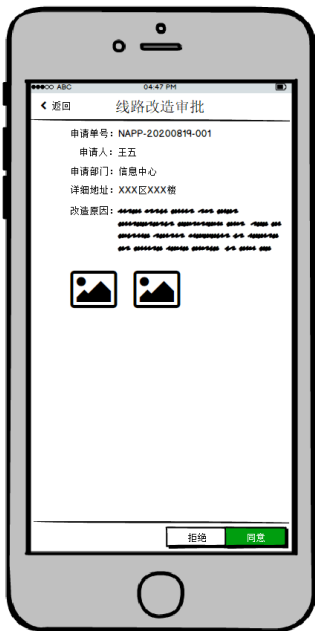 ABC 04:47 PM
返回 线路改造审批
申请单号: NAPP-20200819-001
申请人: 王五
申请部门: 信息中心
详细地址: XXX区XXX楼
改造原因:
拒绝 同意